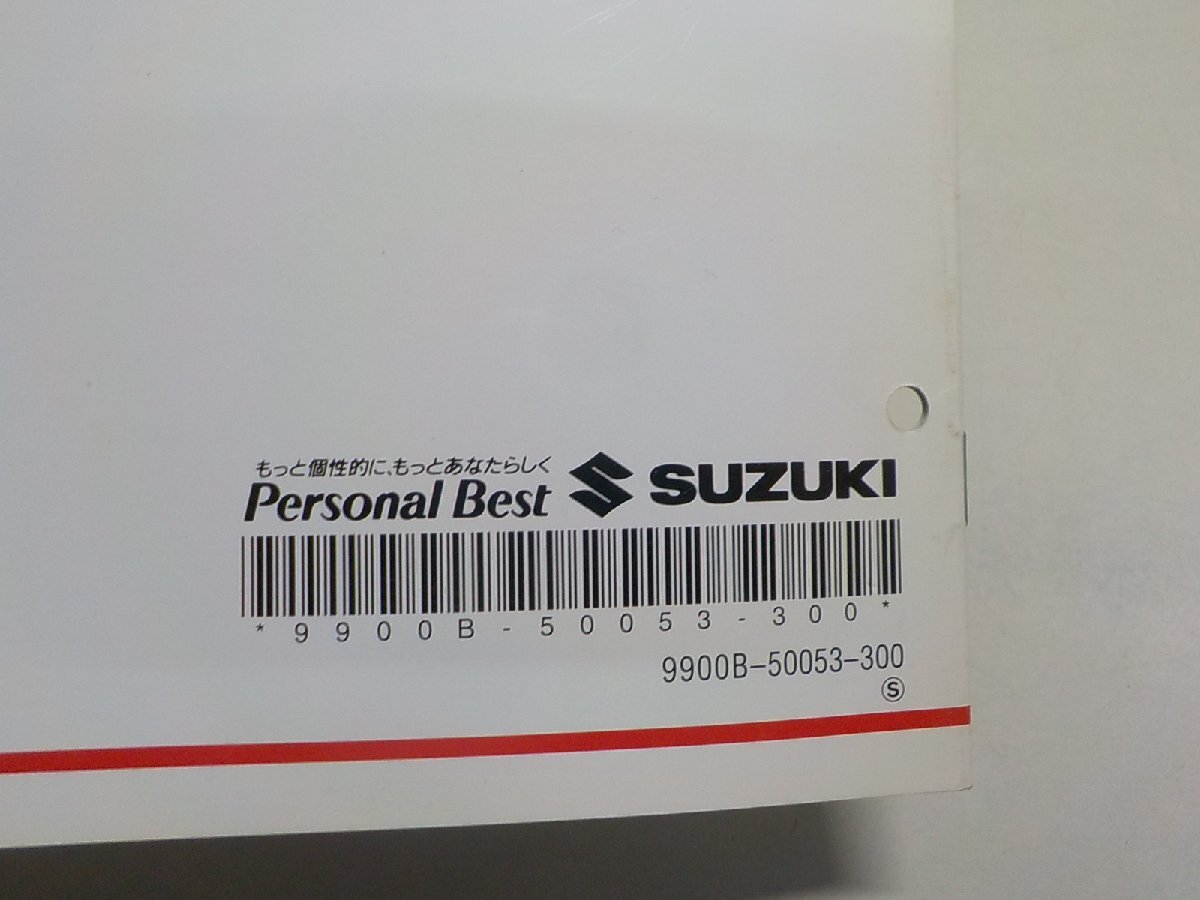 もっと個性的に、もっとあなたらしく
Personal Best SUZUKI
*9900B-50053-300*
9900B-50053-300
Ⓢ